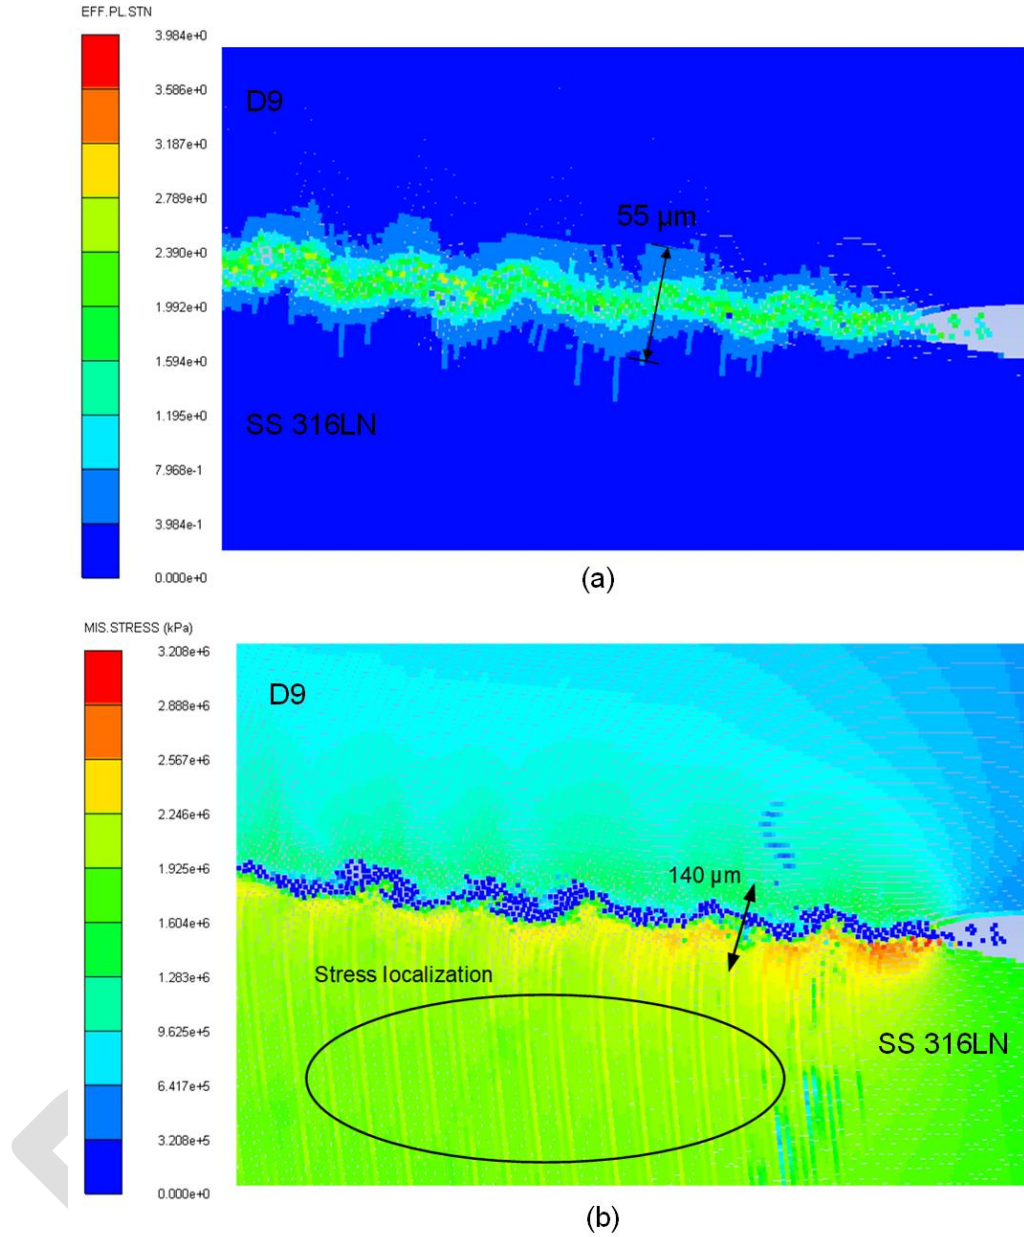 EFF.PL.STN
3.984e+0
3.586e+0
3.187e+0
2.789e+0
2.390e+0
1.992e+0
1.594e+0
1.195e+0
7.968e-1
3.984e-1
0.000e+0
D9
55 µm
SS 316LN
(a)
MIS.STRESS (kPa)
3.208e+6
2.888e+6
2.567e+6
2.246e+6
1.925e+6
1.604e+6
1.283e+6
9.625e+5
6.417e+5
3.208e+5
0.000e+0
D9
140 µm
Stress localization
SS 316LN
(b)